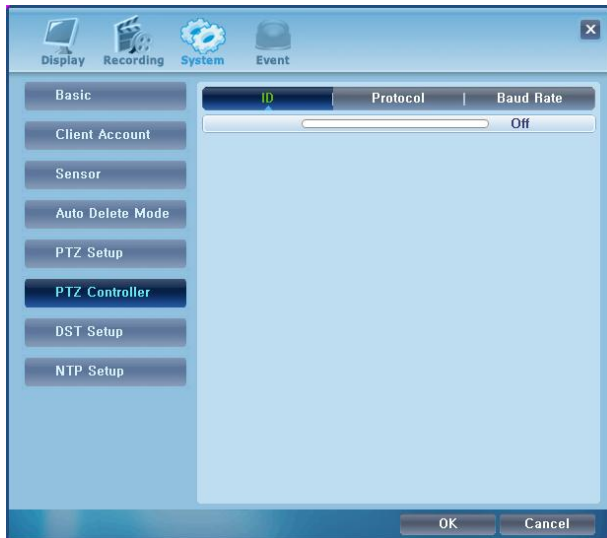 Display Recording System Event
Basic
Client Account
Sensor
Auto Delete Mode
PTZ Setup
PTZ Controller
DST Setup
NTP Setup
ID | Protocol | Baud Rate
Off
OK Cancel